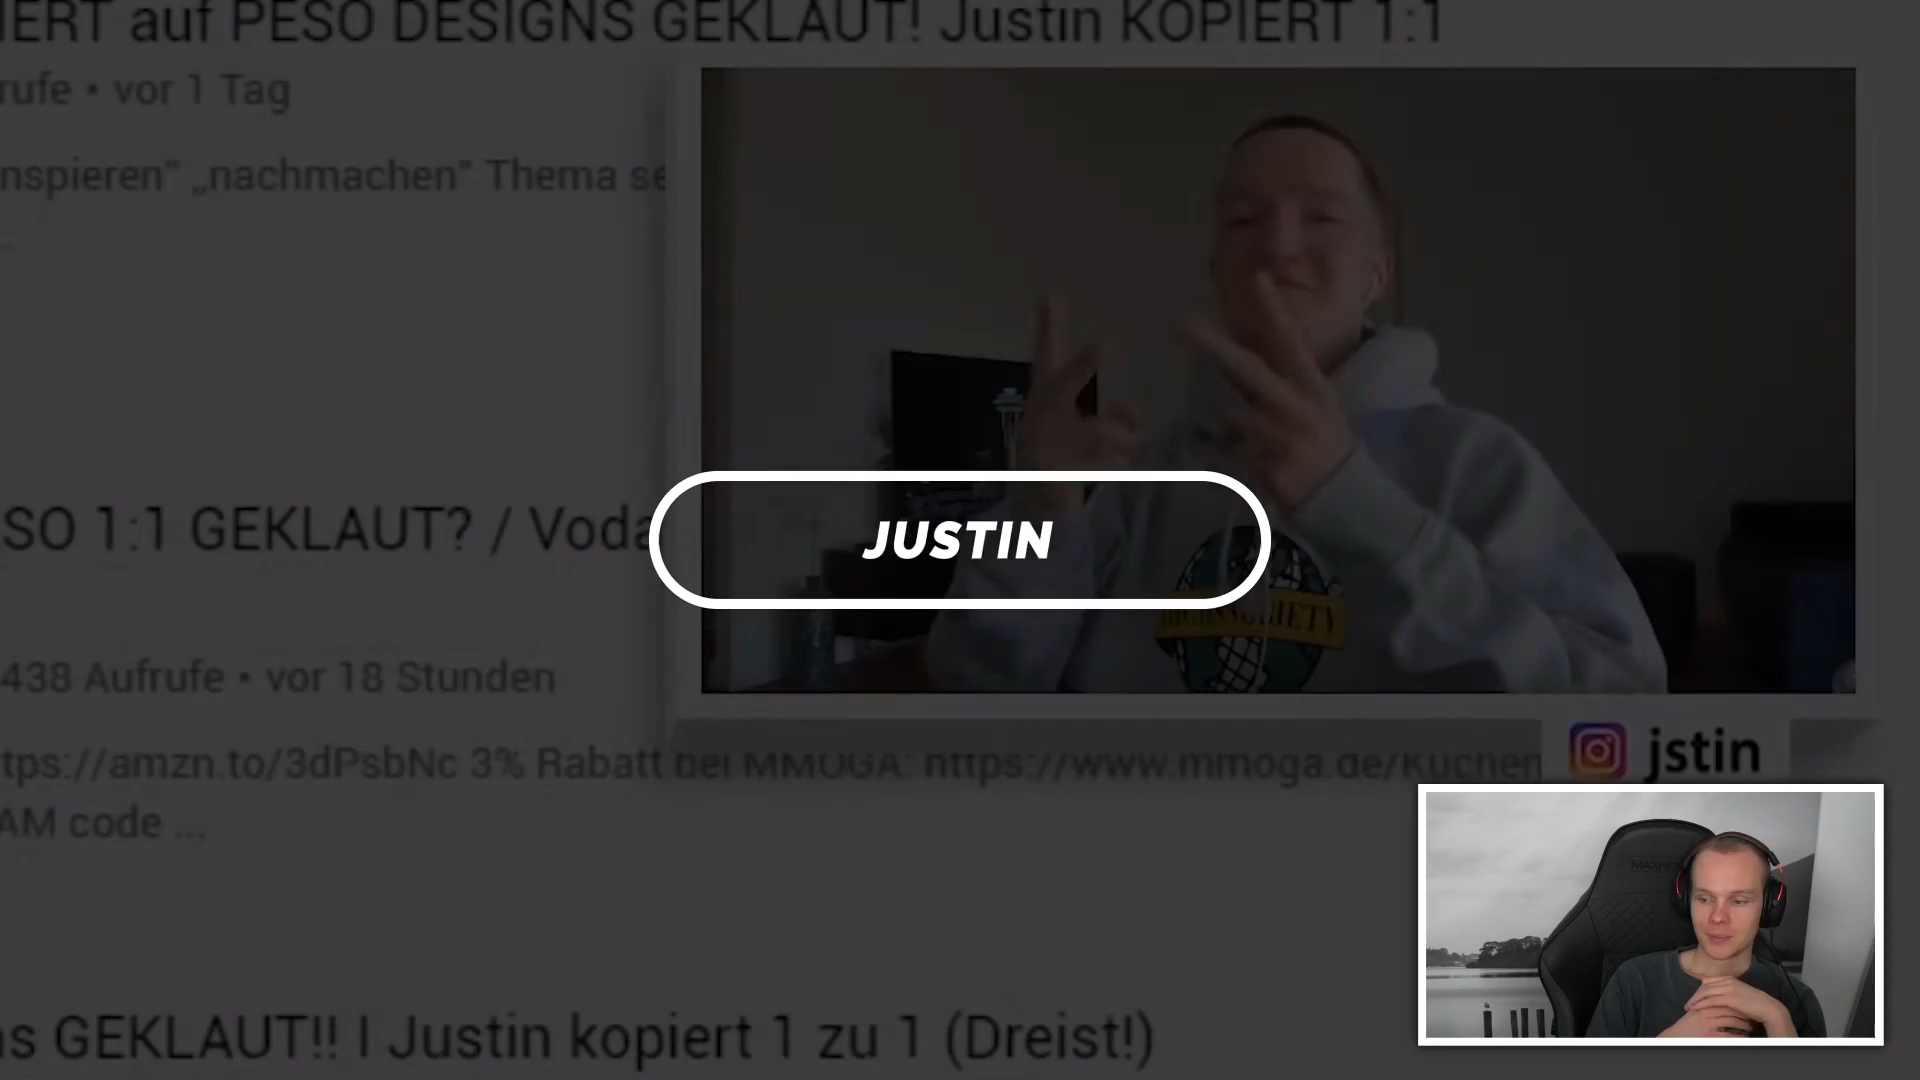 IERT auf PESO DESIGNS GEKLAUT! Justin KOPIERT 1:1
rufe • vor 1 Tag
nspieren" „nachmachen" Thema se
...
SO 1:1 GEKLAUT? / Voda
JUSTIN
438 Aufrufe • vor 18 Stunden
jstin
ttps://amzn.to/3dPsbNc 3% Rabatt bei MMOGA: https://www.mmoga.de/Kuchen
AM code ...
ns GEKLAUT!! I Justin kopiert 1 zu 1 (Dreist!)